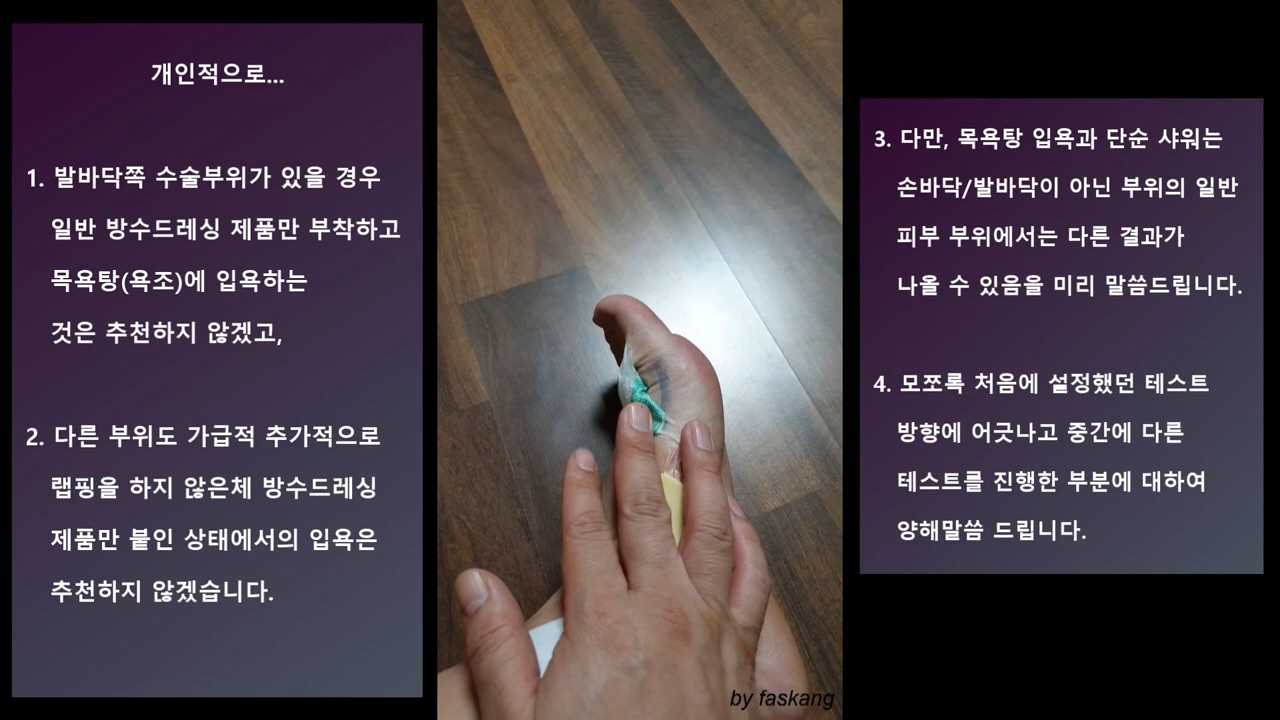 개인적으로...
1. 발바닥쪽 수술부위가 있을 경우
일반 방수드레싱 제품만 부착하고
목욕탕(욕조)에 입욕하는
것은 추천하지 않겠고,
2. 다른 부위도 가급적 추가적으로
랩핑을 하지 않은체 방수드레싱
제품만 붙인 상태에서의 입욕은
추천하지 않겠습니다.
3. 다만, 목욕탕 입욕과 단순 샤워는
손바닥/발바닥이 아닌 부위의 일반
피부 부위에서는 다른 결과가
나올 수 있음을 미리 말씀드립니다.
4. 모쪼록 처음에 설정했던 테스트
방향에 어긋나고 중간에 다른
테스트를 진행한 부분에 대하여
양해말씀 드립니다.
by faskang